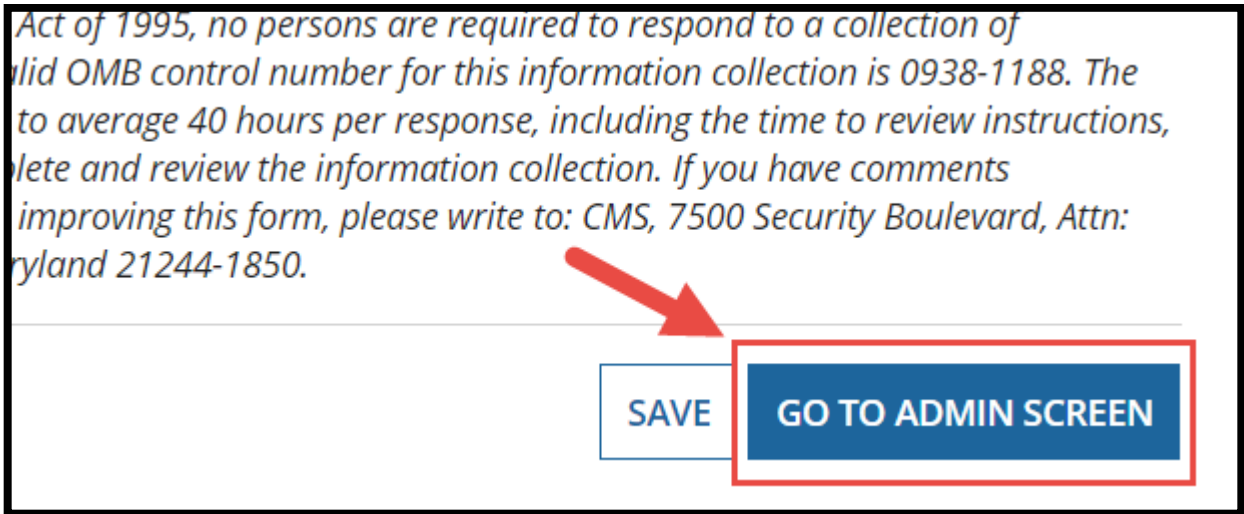 Act of 1995, no persons are required to respond to a collection of
alid OMB control number for this information collection is 0938-1188. The
to average 40 hours per response, including the time to review instructions,
plete and review the information collection. If you have comments
improving this form, please write to: CMS, 7500 Security Boulevard, Attn:
ryland 21244-1850.
SAVE GO TO ADMIN SCREEN